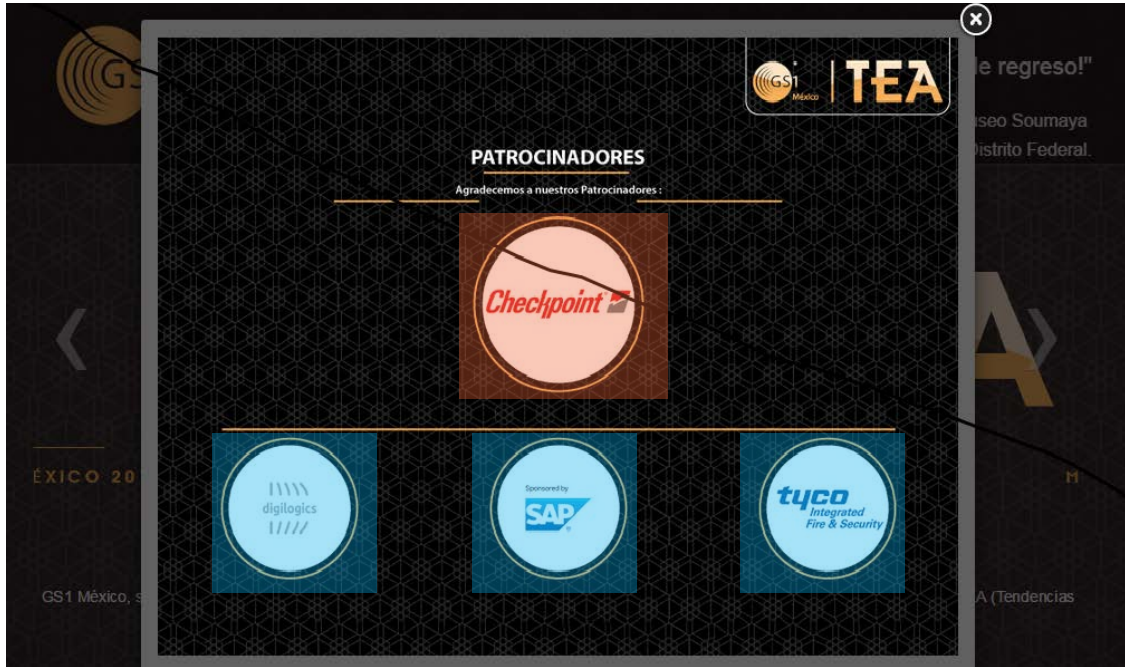 GS1
México
TEA
le regreso!"
useo Soumaya
Distrito Federal.
PATROCINADORES
Agradecemos a nuestros Patrocinadores :
Checkpoint
ÉXICO 20
M
digilogics
Sponsored by
SAP
tyco
Integrated
Fire & Security
GS1 México, s
A (Tendencias